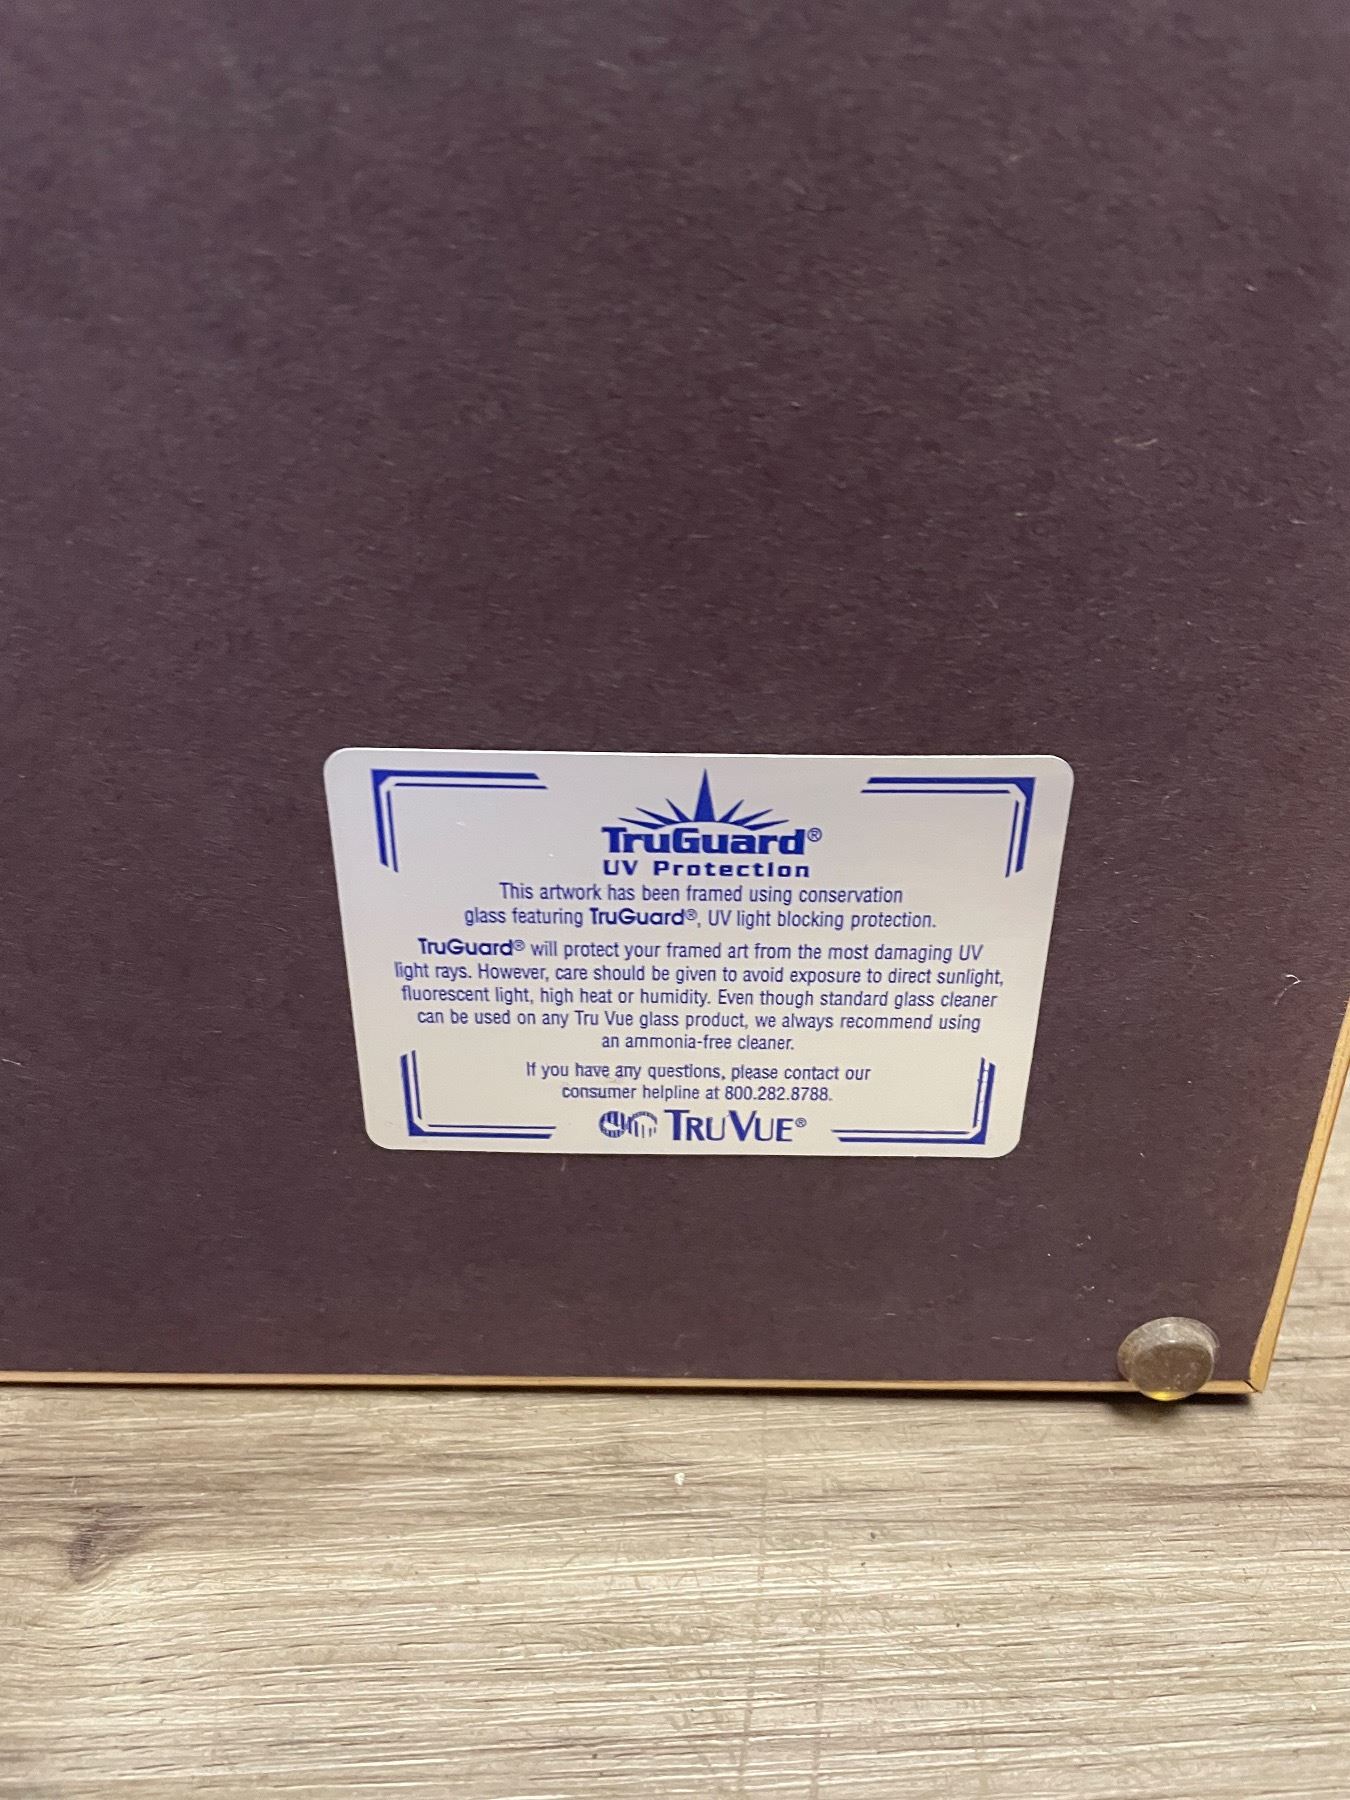 TruGuard®
UV Protection
This artwork has been framed using conservation
glass featuring TruGuard®, UV light blocking protection.
TruGuard® will protect your framed art from the most damaging UV
light rays. However, care should be given to avoid exposure to direct sunlight,
fluorescent light, high heat or humidity. Even though standard glass cleaner
can be used on any Tru Vue glass product, we always recommend using
an ammonia-free cleaner.
If you have any questions, please contact our
consumer helpline at 800.282.8788.
TRU VUE®